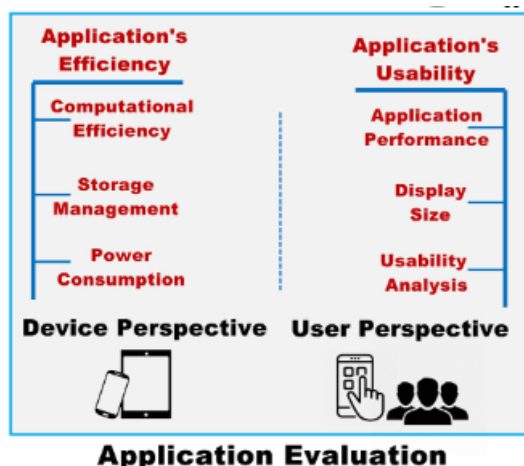 Application's
Efficiency
Computational
Efficiency
Storage
Management
Power
Consumption
Device Perspective
Application's
Usability
Application
Performance
Display
Size
Usability
Analysis
User Perspective
Application Evaluation